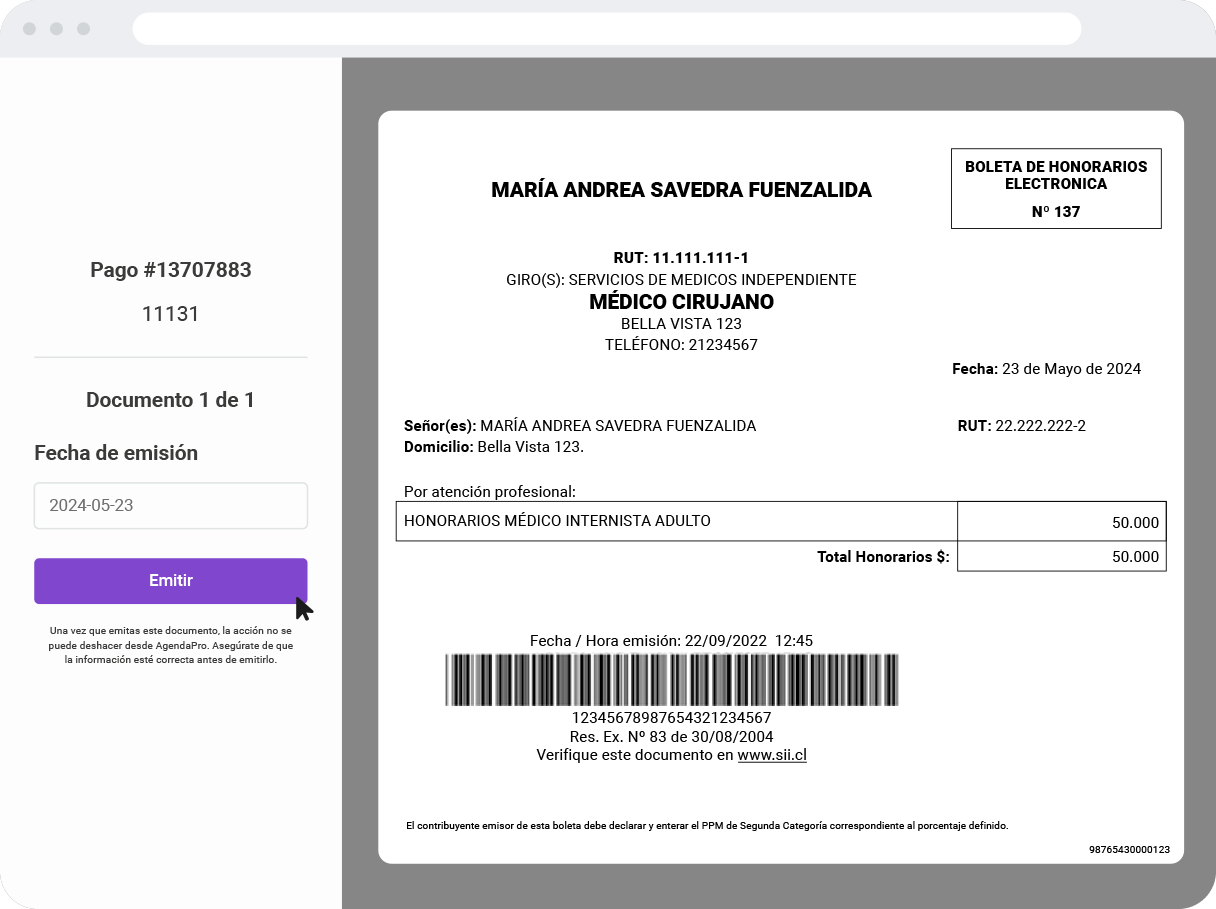 Pago #13707883
11131
Documento 1 de 1
Fecha de emisión
2024-05-23
Emitir
Una vez que emitas este documento, la acción no se
puede deshacer desde AgendaPro. Asegúrate de que
la información esté correcta antes de emitirlo.
BOLETA DE HONORARIOS
ELECTRONICA
Nº 137
MARÍA ANDREA SAVEDRA FUENZALIDA
RUT: 11.111.111-1
GIRO(S): SERVICIOS DE MEDICOS INDEPENDIENTE
MÉDICO CIRUJANO
BELLA VISTA 123
TELÉFONO: 21234567
Fecha: 23 de Mayo de 2024
Señor(es): MARÍA ANDREA SAVEDRA FUENZALIDA RUT: 22.222.222-2
Domicilio: Bella Vista 123.
Por atención profesional:
HONORARIOS MÉDICO INTERNISTA ADULTO 50.000
Total Honorarios $: 50.000
Fecha / Hora emisión: 22/09/2022 12:45
12345678987654321234567
Res. Ex. Nº 83 de 30/08/2004
Verifique este documento en www.sii.cl
El contribuyente emisor de esta boleta debe declarar y enterar el PPM de Segunda Categoría correspondiente al porcentaje definido.
98765430000123